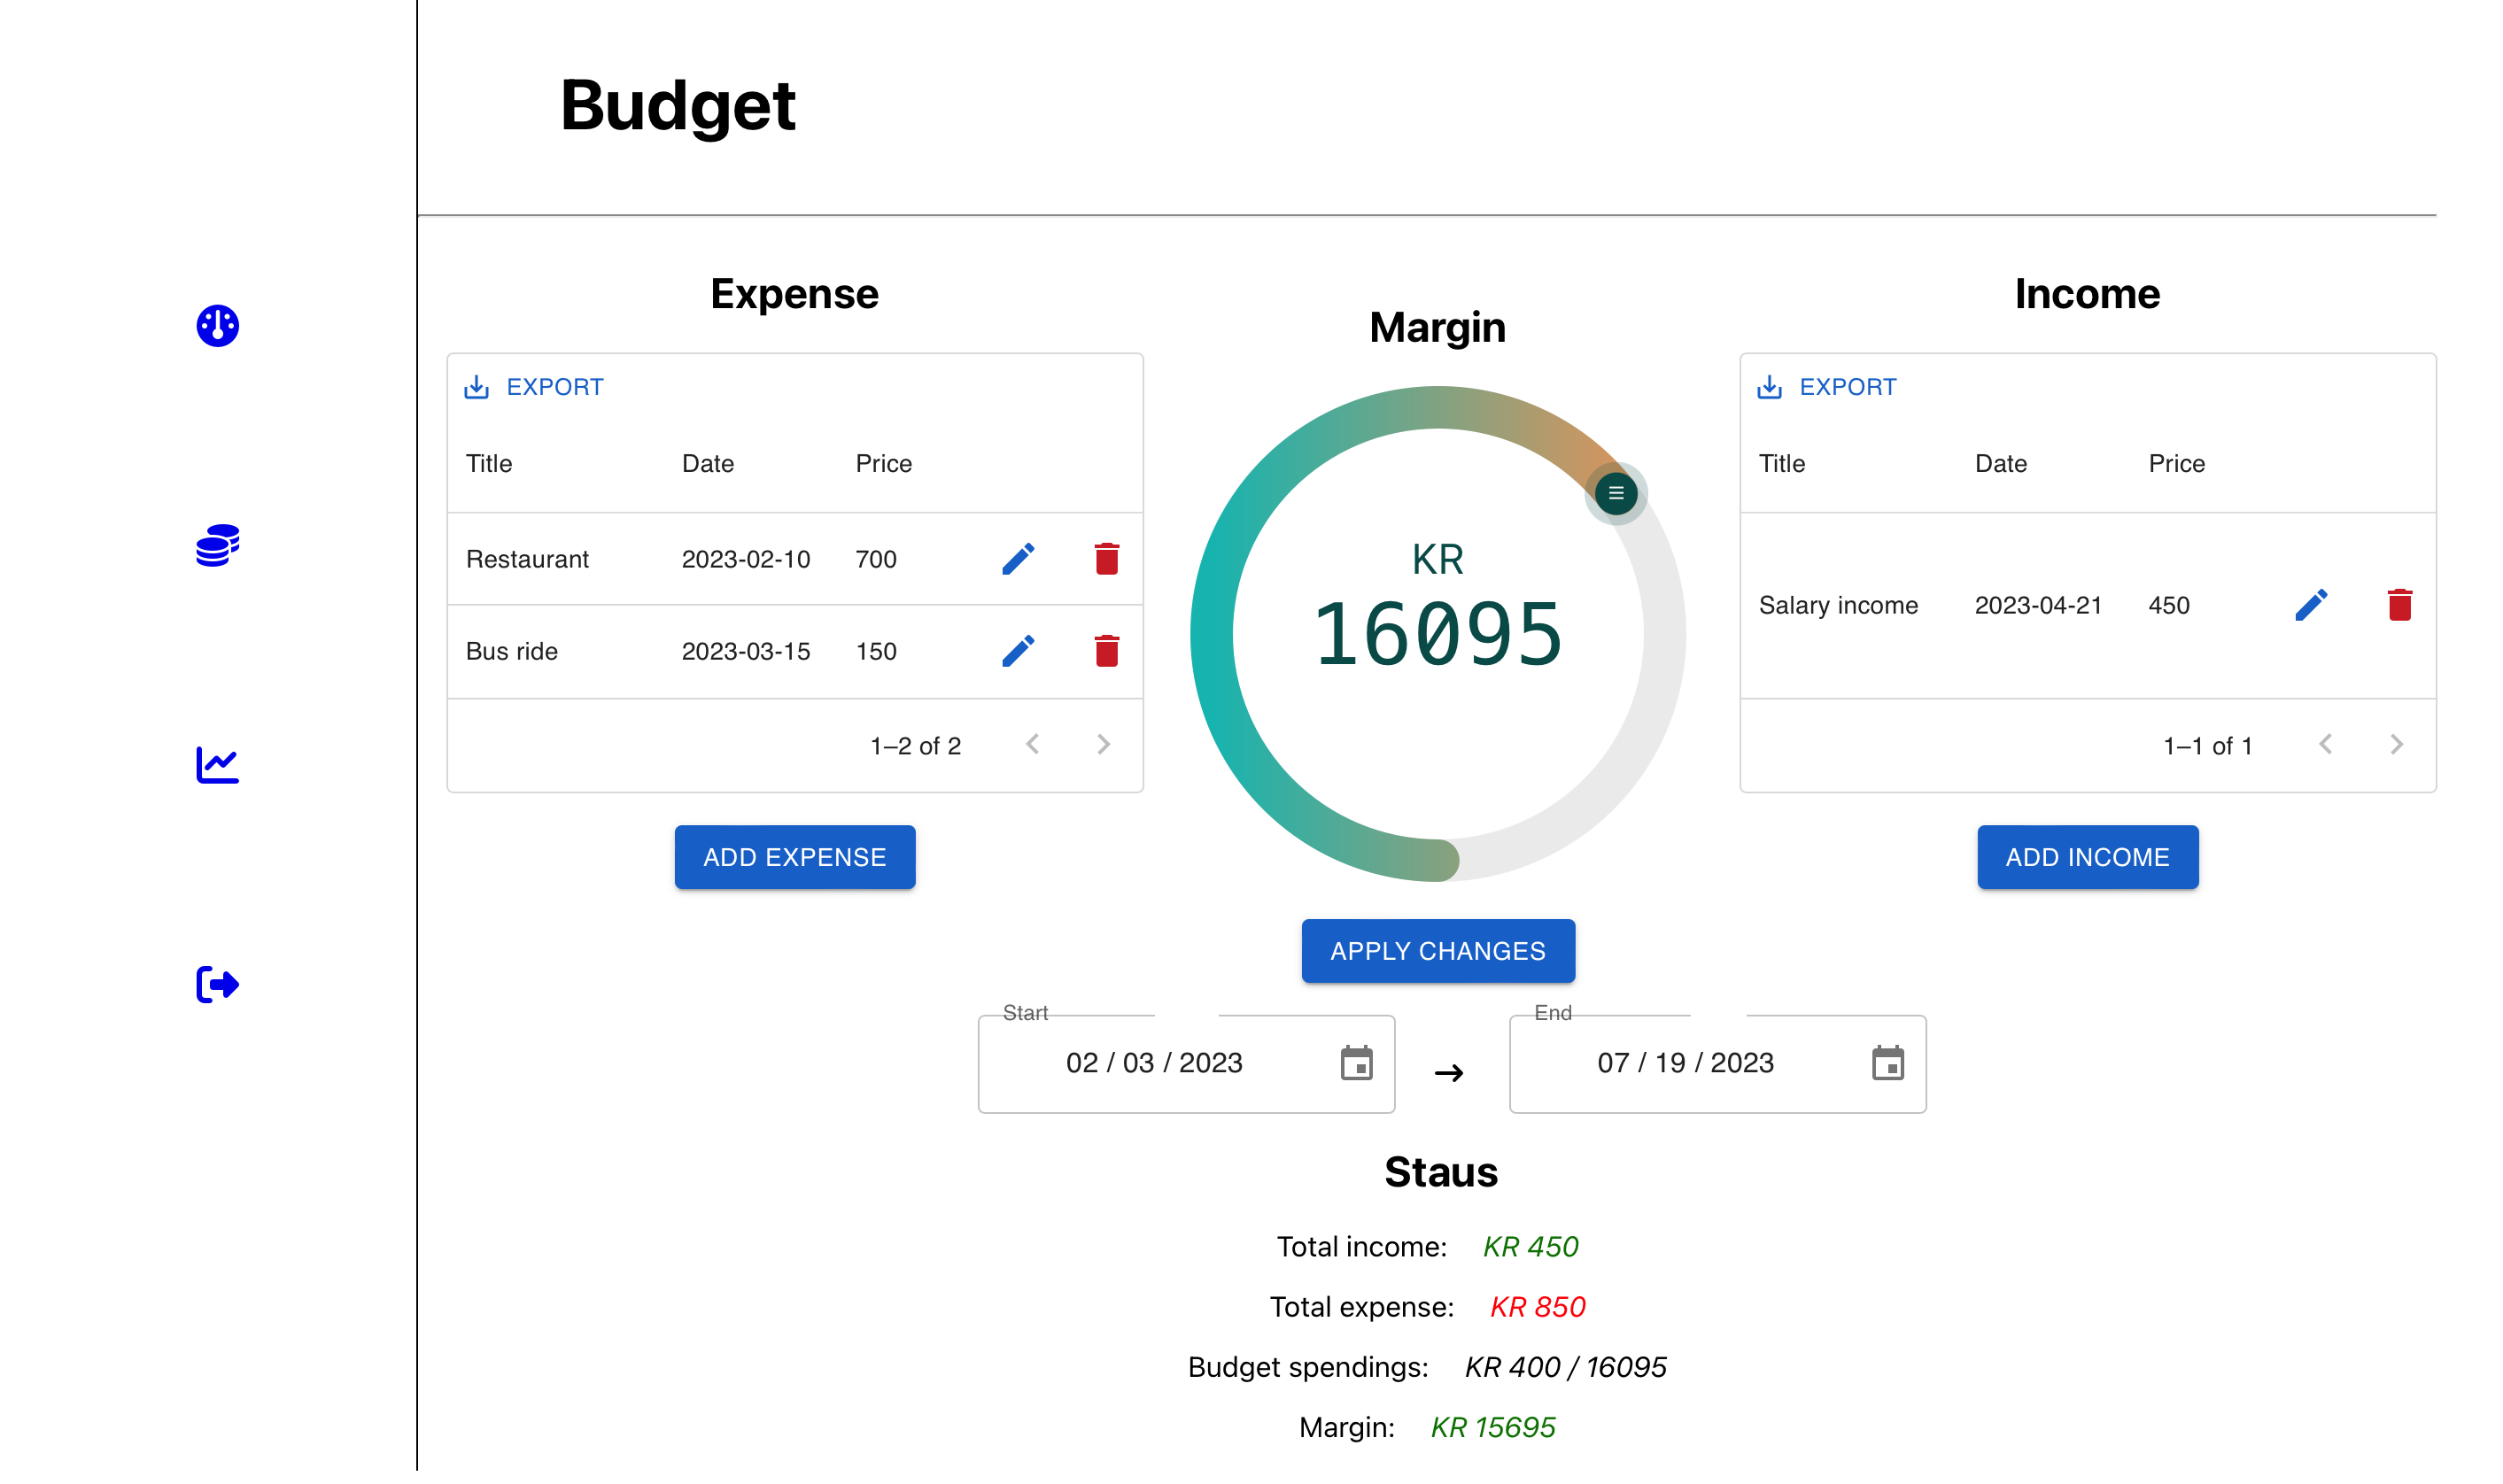 Budget
Expense
EXPORT
Title Date Price
Restaurant 2023-02-10 700
Bus ride 2023-03-15 150
1–2 of 2
ADD EXPENSE
Margin
KR
16095
APPLY CHANGES
Income
EXPORT
Title Date Price
Salary income 2023-04-21 450
1–1 of 1
ADD INCOME
Start
02 / 03 / 2023
→
End
07 / 19 / 2023
Staus
Total income: KR 450
Total expense: KR 850
Budget spendings: KR 400 / 16095
Margin: KR 15695